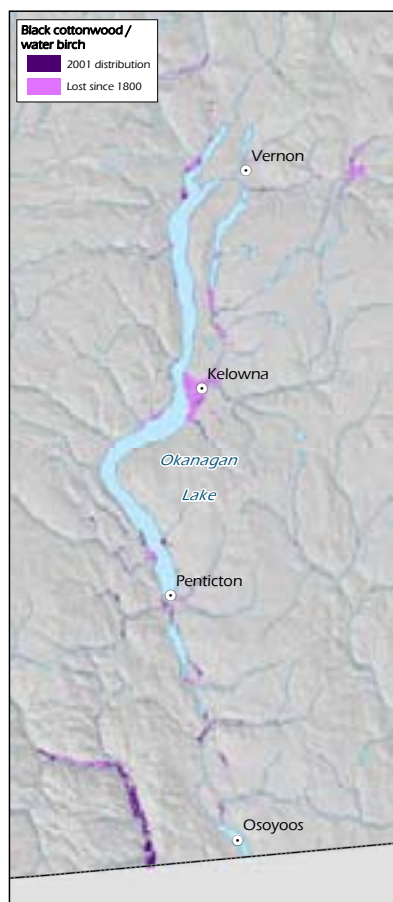 Black cottonwood /
water birch
2001 distribution
Lost since 1800
Vernon
Kelowna
Okanagan
Lake
Penticton
Osoyoos